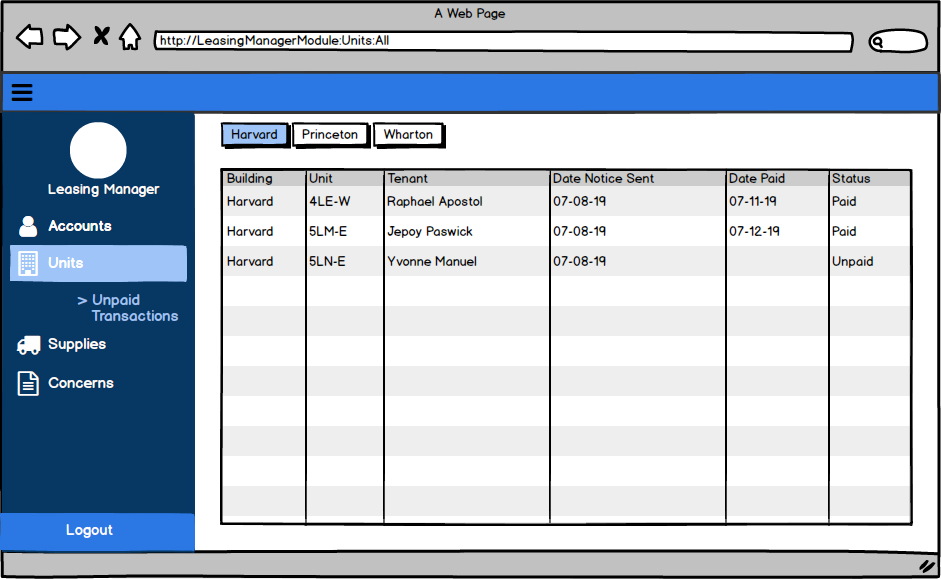 A Web Page
http://LeasingManagerModule:Units:All
Leasing Manager
Accounts
Units
> Unpaid
Transactions
Supplies
Concerns
Logout
Harvard Princeton Wharton
Building Unit Tenant Date Notice Sent Date Paid Status
Harvard 4LE-W Raphael Apostol 07-08-19 07-11-19 Paid
Harvard 5LM-E Jepoy Paswick 07-08-19 07-12-19 Paid
Harvard 5LN-E Yvonne Manuel 07-08-19 Unpaid